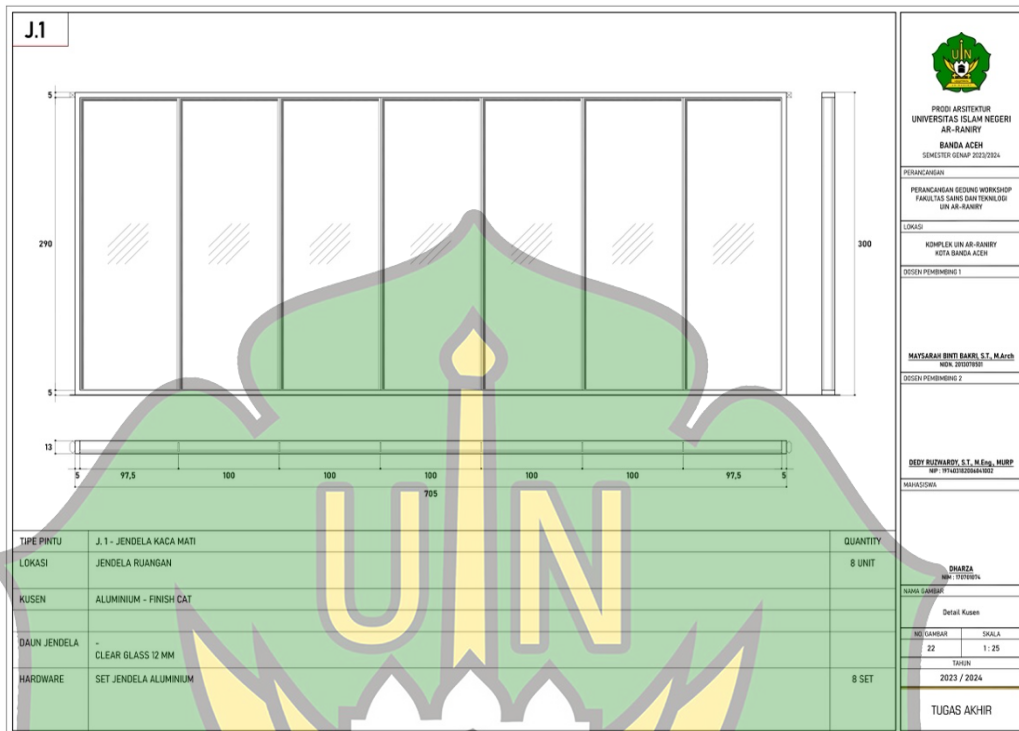 J.1
5
290
5
300
13
5
97,5
100
100
100
100
100
97,5
5
705
TIPE PINTU
J. 1 - JENDELA KACA MATI
QUANTITY
LOKASI
JENDELA RUANGAN
8 UNIT
KUSEN
ALUMINIUM - FINISH CAT
DAUN JENDELA
-
CLEAR GLASS 12 MM
HARDWARE
SET JENDELA ALUMINIUM
8 SET
UIN
UIN
PRODI ARSITEKTUR
UNIVERSITAS ISLAM NEGERI
AR-RANIRY
BANDA ACEH
SEMESTER GENAP 2023/2024
PERANCANGAN
PERANCANGAN GEDUNG WORKSHOP
FAKULTAS SAINS DAN TEKNILOGI
UIN AR-RANIRY
LOKASI
KOMPLEK UIN AR-RANIRY
KOTA BANDA ACEH
DOSEN PEMBIMBING 1
MAYSARAH BINTI BAKRI, S.T., M.Arch
NIDN.
DOSEN PEMBIMBING 2
DEDY RUZWARDY, S.T., M.Eng., MURP
NIP :
MAHASISWA
DHARZA
NIM :
NAMA GAMBAR
Detail Kusen
NO. GAMBAR
SKALA
22
1 : 25
TAHUN
2023 / 2024
TUGAS AKHIR